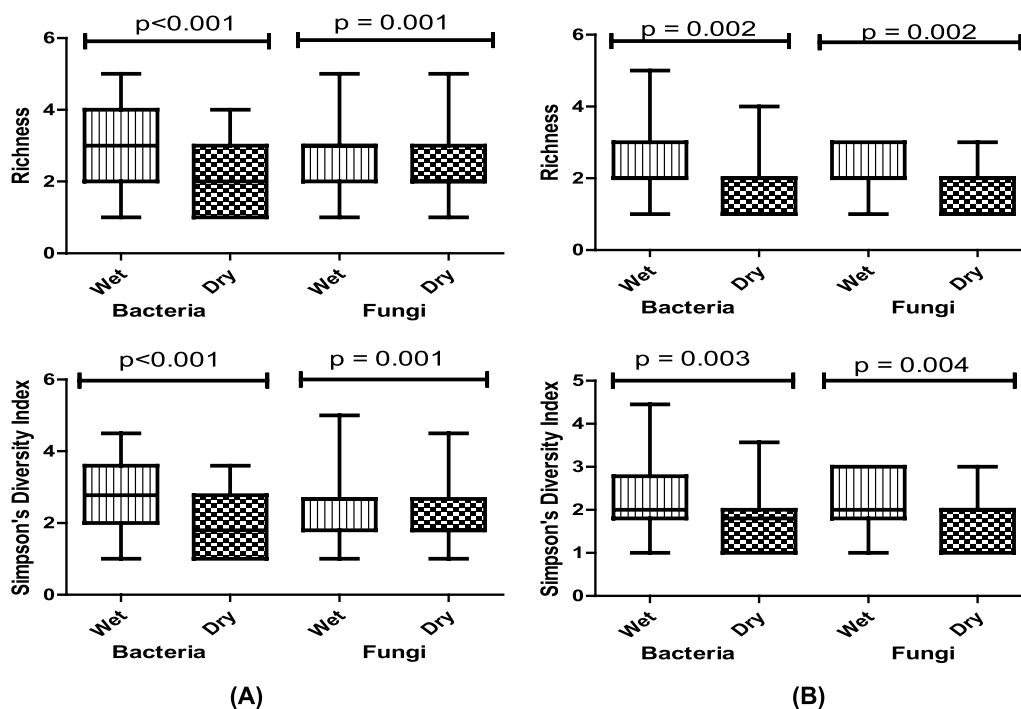 p<0.001 p = 0.001
6
4
2
0
Richness
Wet Dry Wet Dry
Bacteria Fungi
p = 0.002 p = 0.002
6
4
2
0
Richness
Wet Dry Wet Dry
Bacteria Fungi
p<0.001 p = 0.001
6
4
2
0
Simpson's Diversity Index
Wet Dry Wet Dry
Bacteria Fungi
p = 0.003 p = 0.004
5
4
3
2
1
0
Simpson's Diversity Index
Wet Dry Wet Dry
Bacteria Fungi
(A) (B)